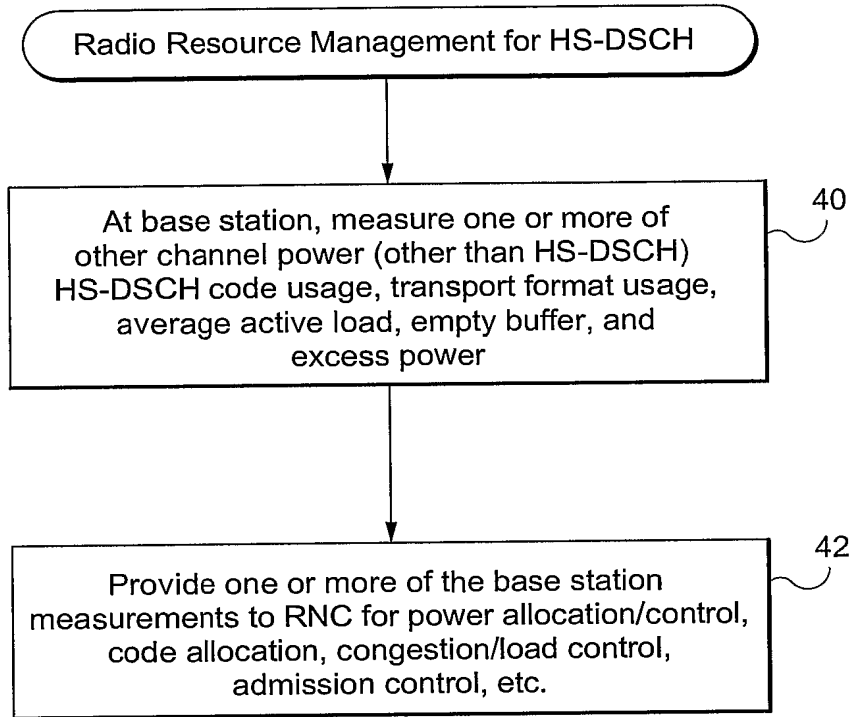 Radio Resource Management for HS-DSCH
At base station, measure one or more of
other channel power (other than HS-DSCH)
HS-DSCH code usage, transport format usage,
average active load, empty buffer, and
excess power
40
Provide one or more of the base station
measurements to RNC for power allocation/control,
code allocation, congestion/load control,
admission control, etc.
42